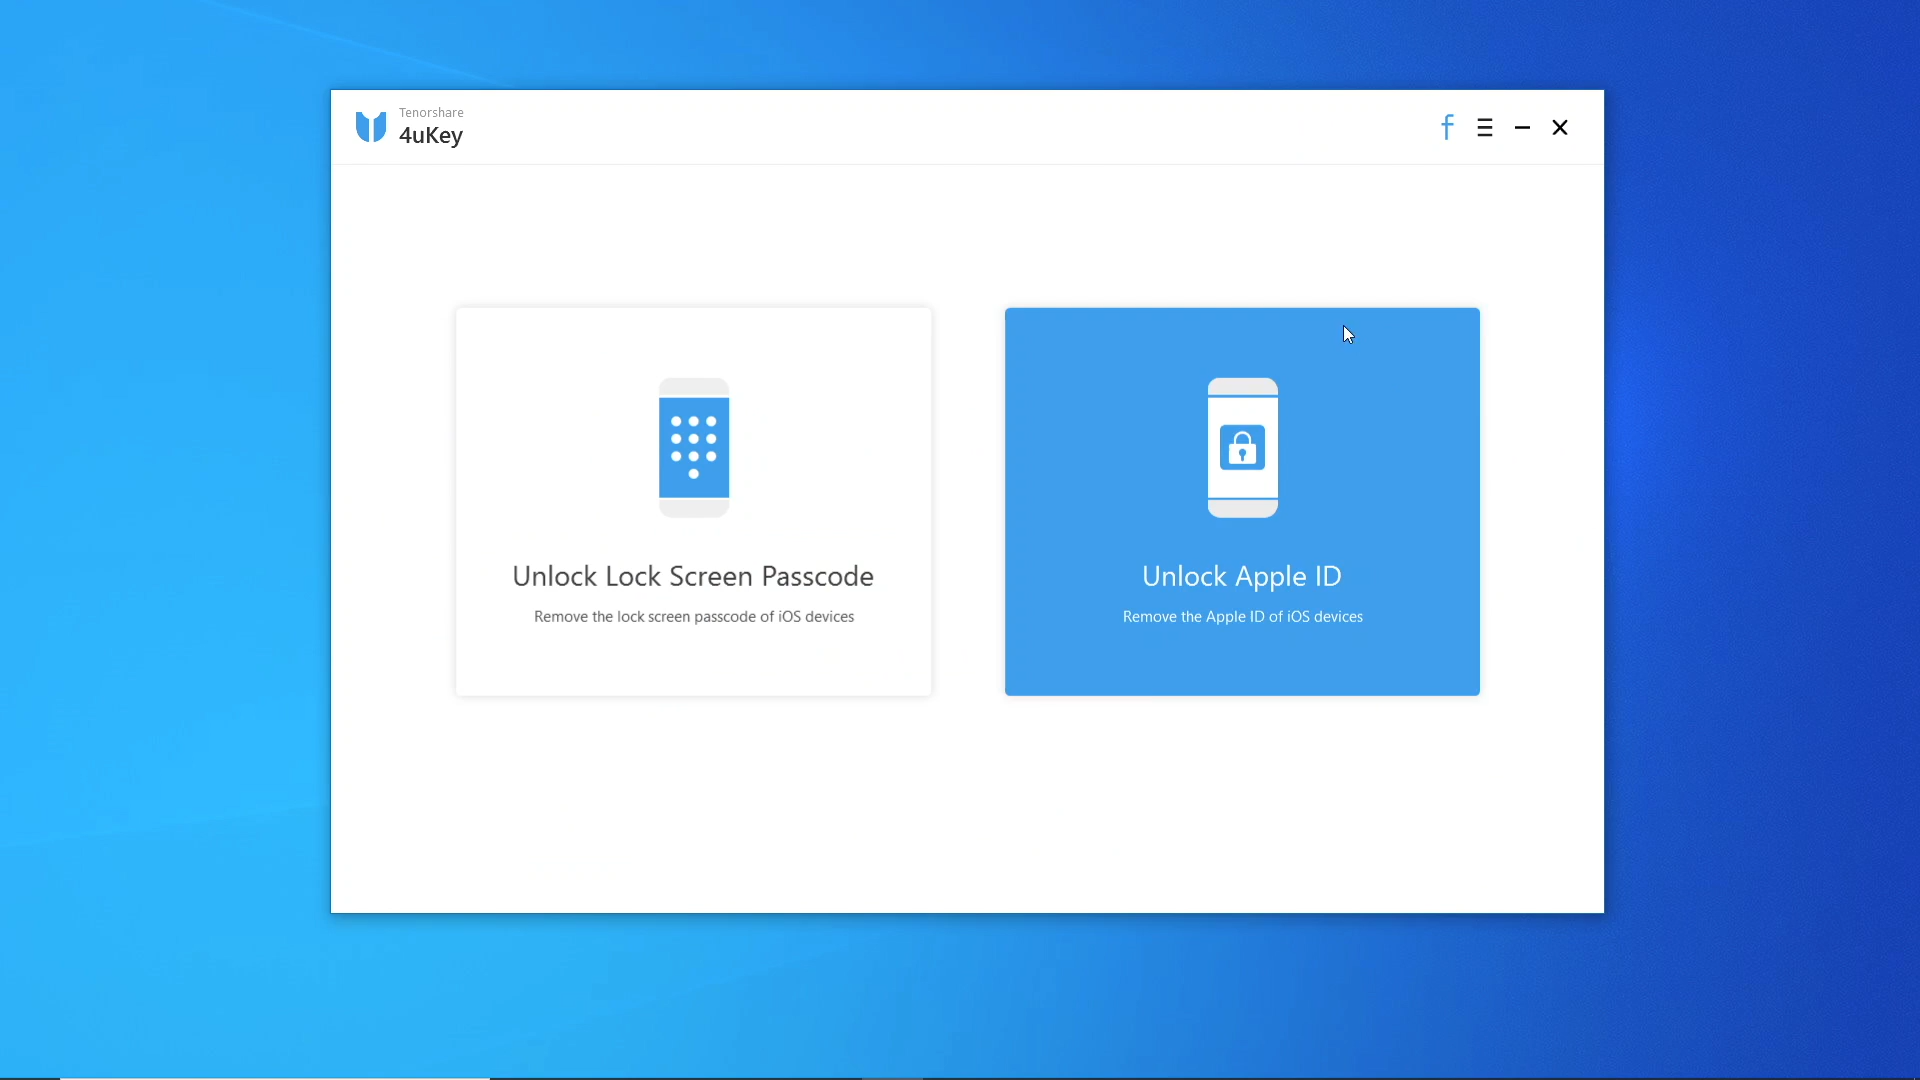 Tenorshare
4uKey
f
Unlock Lock Screen Passcode
Remove the lock screen passcode of iOS devices
Unlock Apple ID
Remove the Apple ID of iOS devices